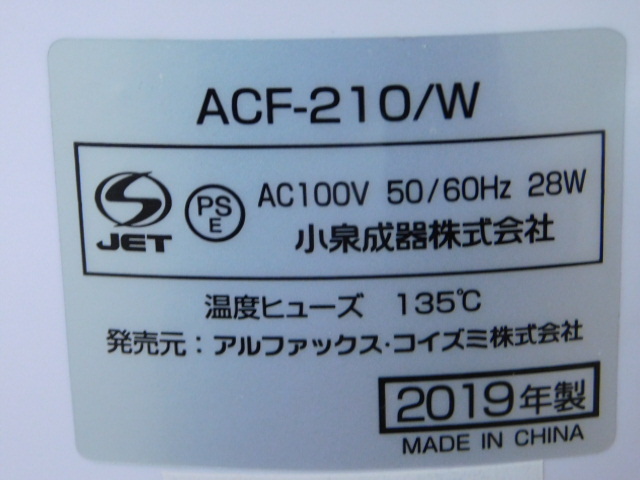 ACF-210/W
AC100V 50/60Hz 28W
JET
PS
E
小泉成器株式会社
温度ヒューズ 135℃
発売元：アルファックス・コイズミ株式会社
2019年製
MADE IN CHINA